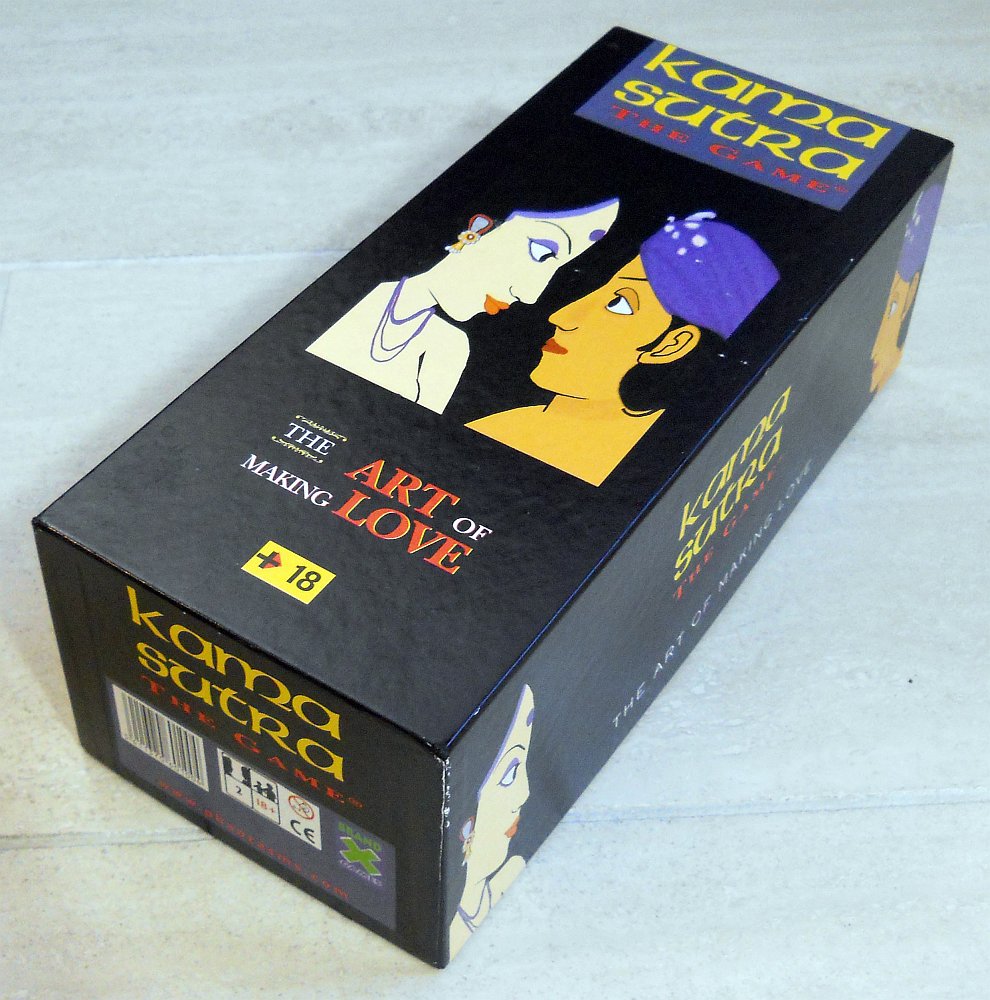 kama
sutra
THE GAME®
THE ART OF
MAKING LOVE
+ 18
kama
sutra
THE GAME
THE ART OF MAKING LOVE
kama
sutra
THE GAME®
2
18+
CE
BRAND
X